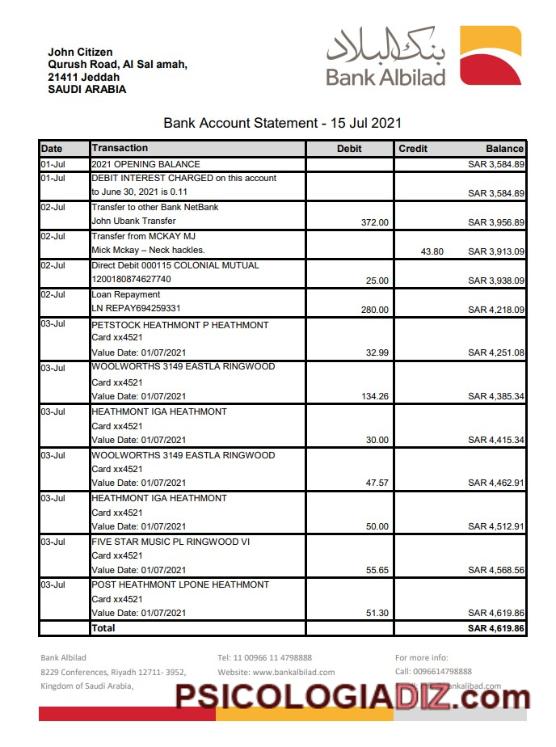 John Citizen
Qurush Road, Al Sal amah,
21411 Jeddah
SAUDI ARABIA
بنك البلاد
Bank Albilad
Bank Account Statement - 15 Jul 2021
Date Transaction Debit Credit Balance
01-Jul 2021 OPENING BALANCE SAR 3,584.89
01-Jul DEBIT INTEREST CHARGED on this account
to June 30, 2021 is 0.11 SAR 3,584.89
02-Jul Transfer to other Bank NetBank
John Ubank Transfer 372.00 SAR 3,956.89
02-Jul Transfer from MCKAY MJ
Mick Mckay – Neck hackles. 43.80 SAR 3,913.09
02-Jul Direct Debit 000115 COLONIAL MUTUAL
1200180874627740 25.00 SAR 3,938.09
02-Jul Loan Repayment
LN REPAY694259331 280.00 SAR 4,218.09
03-Jul PETSTOCK HEATHMONT P HEATHMONT
Card xx4521
Value Date: 01/07/2021 32.99 SAR 4,251.08
03-Jul WOOLWORTHS 3149 EASTLA RINGWOOD
Card xx4521
Value Date: 01/07/2021 134.26 SAR 4,385.34
03-Jul HEATHMONT IGA HEATHMONT
Card xx4521
Value Date: 01/07/2021 30.00 SAR 4,415.34
03-Jul WOOLWORTHS 3149 EASTLA RINGWOOD
Card xx4521
Value Date: 01/07/2021 47.57 SAR 4,462.91
03-Jul HEATHMONT IGA HEATHMONT
Card xx4521
Value Date: 01/07/2021 50.00 SAR 4,512.91
03-Jul FIVE STAR MUSIC PL RINGWOOD VI
Card xx4521
Value Date: 01/07/2021 55.65 SAR 4,568.56
03-Jul POST HEATHMONT LPONE HEATHMONT
Card xx4521
Value Date: 01/07/2021 51.30 SAR 4,619.86
Total SAR 4,619.86
Bank Albilad Tel: 11 00966 11 4798888 For more info:
8229 Conferences, Riyadh 12711- 3952, Website: www.bankalbilad.com Call: 0096614798888
Kingdom of Saudi Arabia,
PSICOLOGIADIZ.com